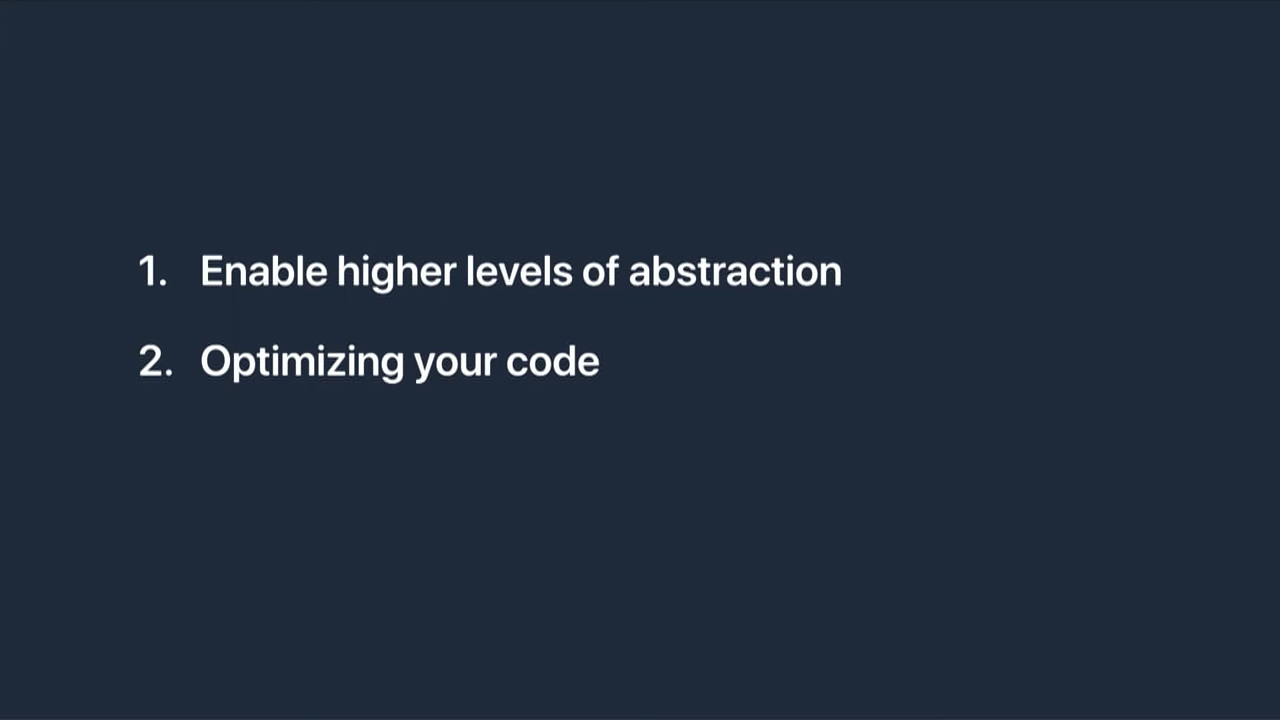 1. Enable higher levels of abstraction
2. Optimizing your code